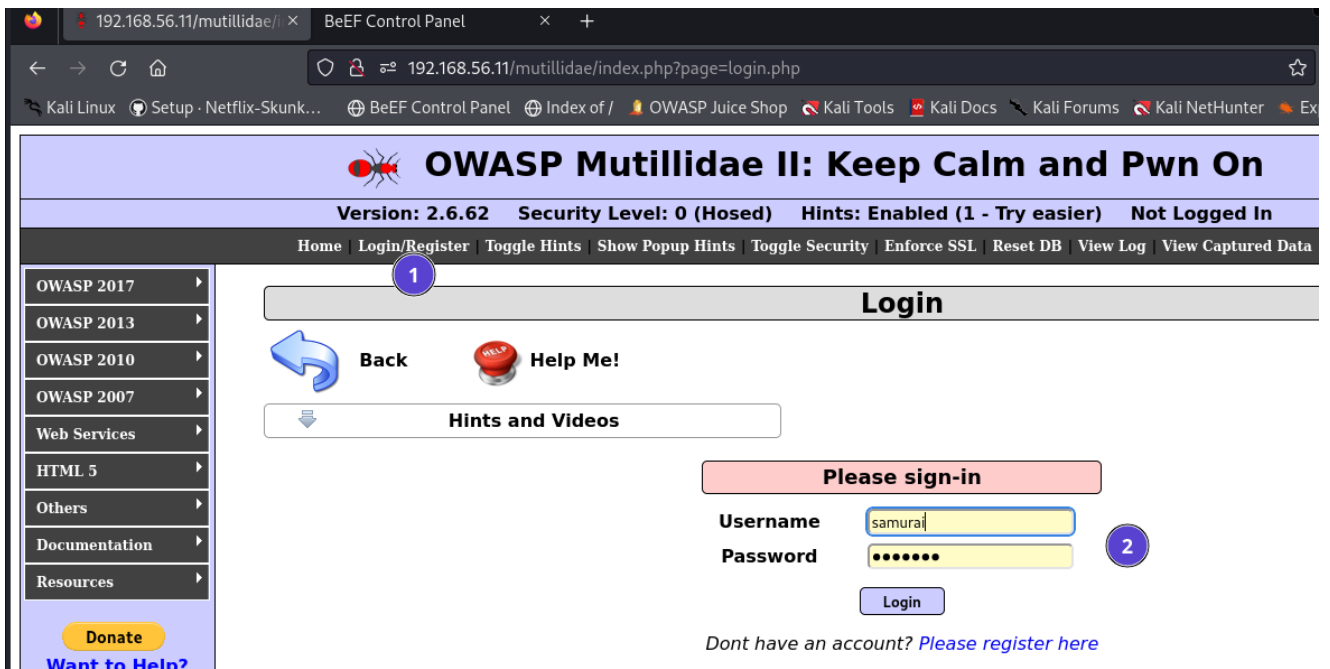 192.168.56.11/mutillidae/i
BeEF Control Panel
192.168.56.11/mutillidae/index.php?page=login.php
Kali Linux Setup · Netflix-Skunk... BeEF Control Panel Index of / OWASP Juice Shop Kali Tools Kali Docs Kali Forums Kali NetHunter Ex
OWASP Mutillidae II: Keep Calm and Pwn On
Version: 2.6.62 Security Level: 0 (Hosed) Hints: Enabled (1 - Try easier) Not Logged In
Home | Login/Register | Toggle Hints | Show Popup Hints | Toggle Security | Enforce SSL | Reset DB | View Log | View Captured Data
1
OWASP 2017
OWASP 2013
OWASP 2010
OWASP 2007
Web Services
HTML 5
Others
Documentation
Resources
Donate
Want to Help?
Login
Back
HELP
Help Me!
Hints and Videos
Please sign-in
Username samurai
Password •••••••
2
Login
Dont have an account? Please register here